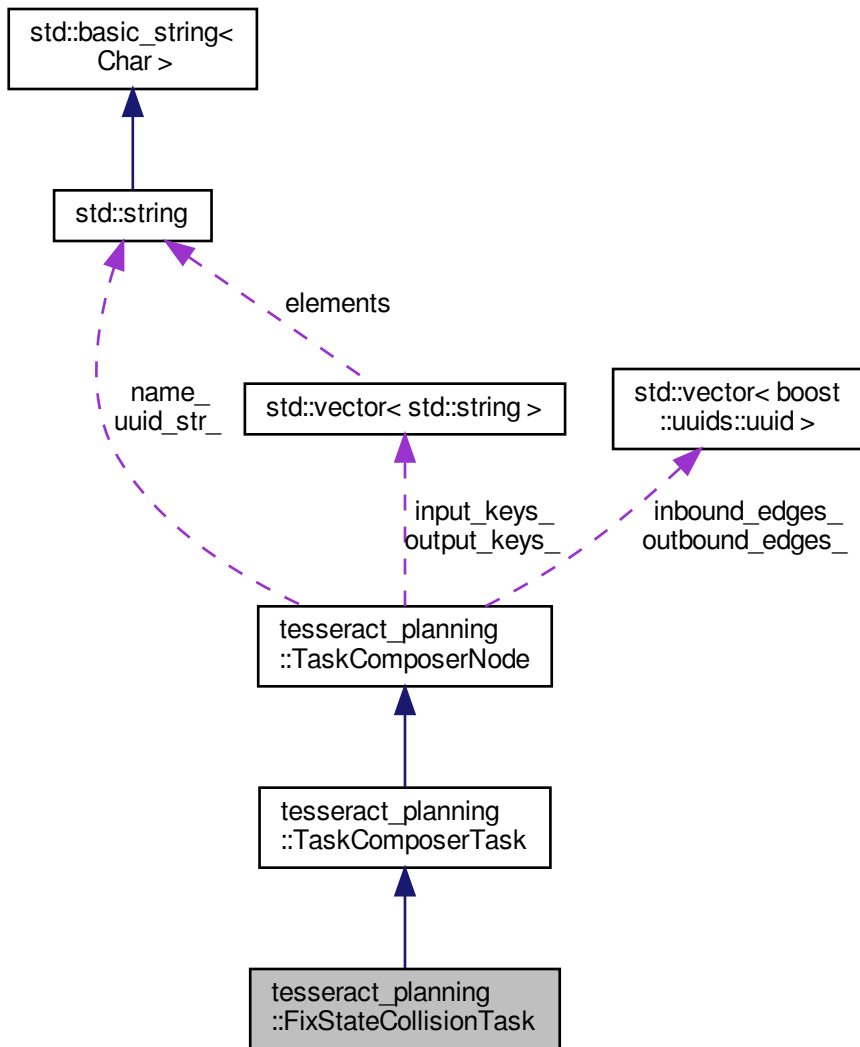 std::basic_string<
Char >
std::string
elements
name_
uuid_str_
std::vector< std::string >
std::vector< boost
::uuids::uuid >
input_keys_
output_keys_
inbound_edges_
outbound_edges_
tesseract_planning
::TaskComposerNode
tesseract_planning
::TaskComposerTask
tesseract_planning
::FixStateCollisionTask